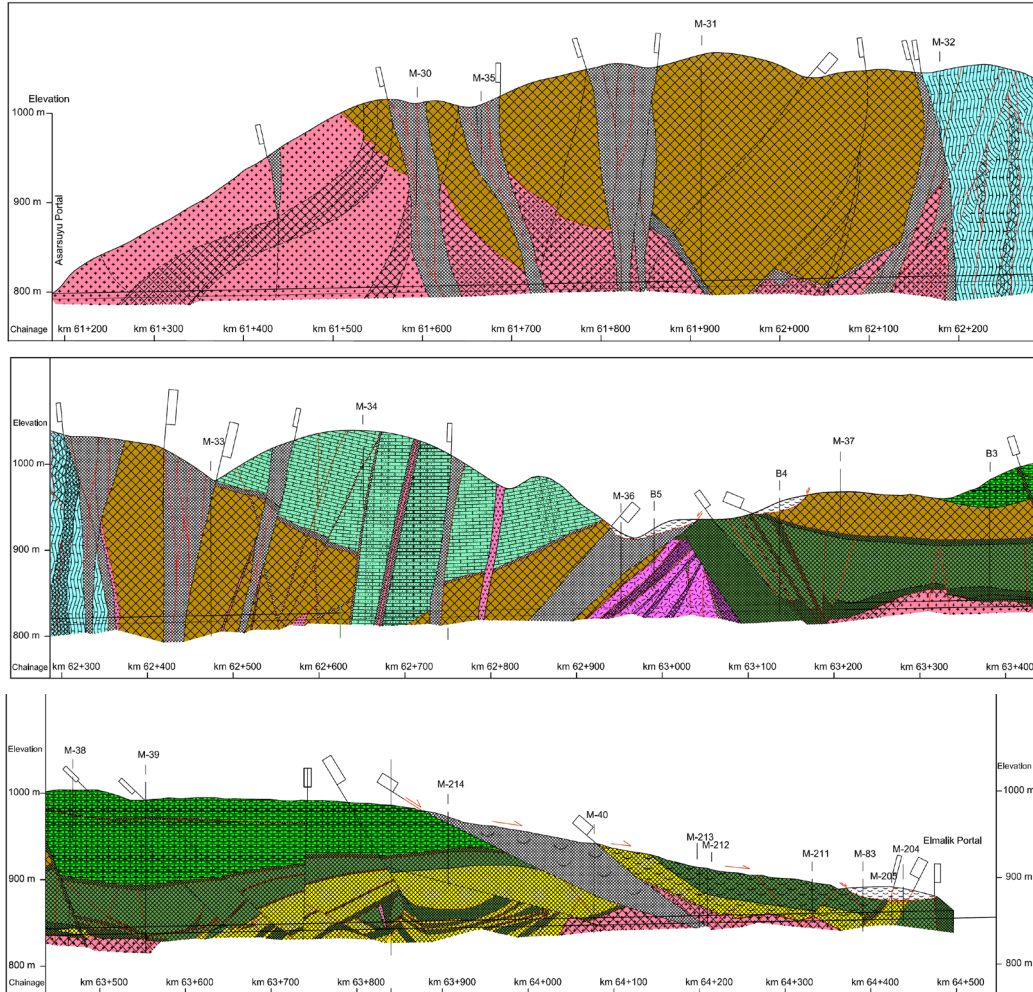 M-31
M-32
M-30
M-35
Elevation
1000 m
900 m
Asarsuyu Portal
800 m
Chainage
km 61+200
km 61+300
km 61+400
km 61+500
km 61+600
km 61+700
km 61+800
km 61+900
km 62+000
km 62+100
km 62+200
M-34
Elevation
M-33
M-37
B3
1000 m
B4
M-36
B5
900 m
800 m
Chainage
km 62+300
km 62+400
km 62+500
km 62+600
km 62+700
km 62+800
km 62+900
km 63+000
km 63+100
km 63+200
km 63+300
km 63+400
Elevation
M-38
M-39
Elevation
M-214
1000 m
1000 m
M-40
M-213
M-212
Elmalik Portal
M-211
M-83
M-204
900 m
M-205
900 m
800 m
800 m
Chainage
km 63+500
km 63+600
km 63+700
km 63+800
km 63+900
km 64+000
km 64+100
km 64+200
km 64+300
km 64+400
km 64+500